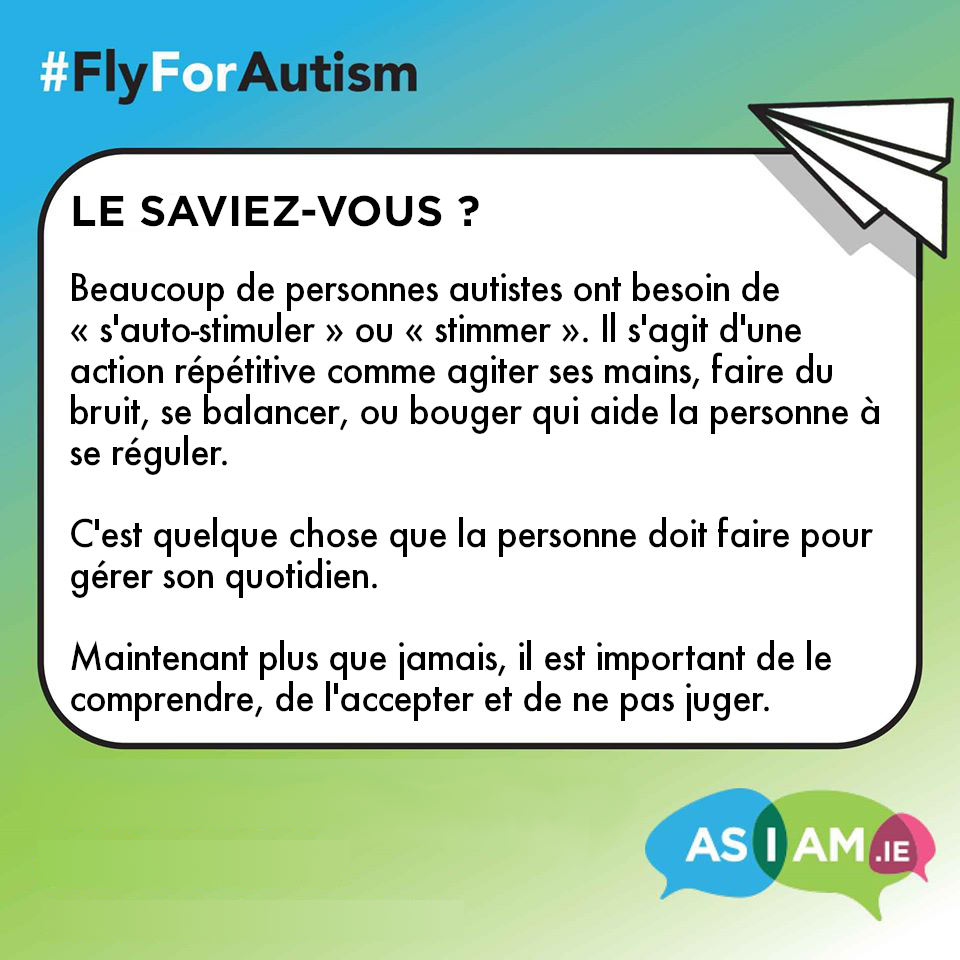 #FlyForAutism
LE SAVIEZ-VOUS ?
Beaucoup de personnes autistes ont besoin de
« s'auto-stimuler » ou « stimmer ». Il s'agit d'une
action répétitive comme agiter ses mains, faire du
bruit, se balancer, ou bouger qui aide la personne à
se réguler.
C'est quelque chose que la personne doit faire pour
gérer son quotidien.
Maintenant plus que jamais, il est important de le
comprendre, de l'accepter et de ne pas juger.
AS I AM .IE